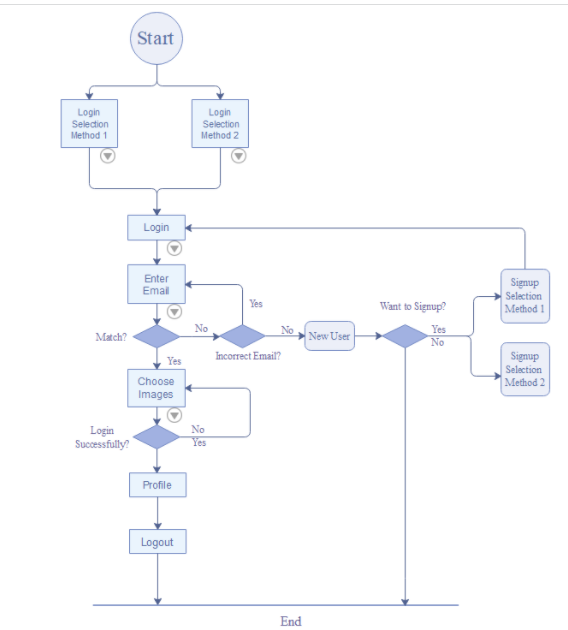 Start
Login
Selection
Method 1
Login
Selection
Method 2
Login
Enter
Email
Yes
Match?
No
Incorrect Email?
No
New User
Want to Signup?
Yes
No
Signup
Selection
Method 1
Signup
Selection
Method 2
Yes
Choose
Images
Login
Successfully?
No
Yes
Profile
Logout
End